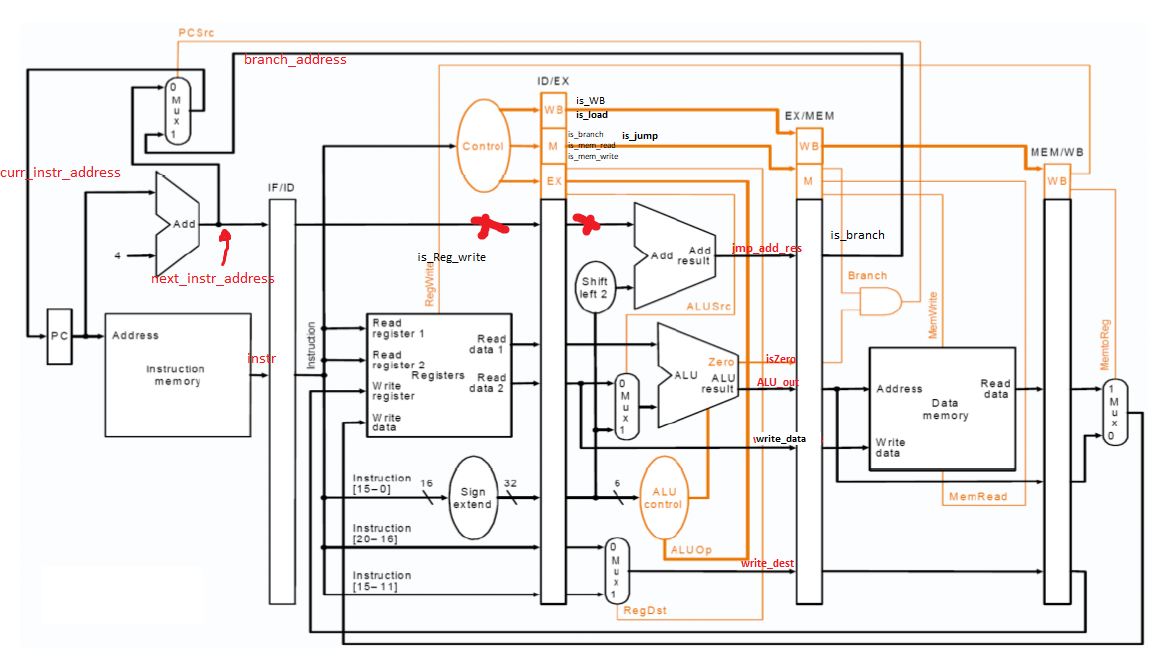 PCSrc
branch_address
0
M
u
x
1
curr_instr_address
Add
4
next_instr_address
PC
Address
Instruction
memory
instr
IF/ID
Instruction
is_Reg_write
RegWrite
Control
ID/EX
WB
M
EX
is_WB
is_load
is_branch
is_jump
is_mem_read
is_mem_write
EX/MEM
WB
M
MEM/WB
WB
Read
register 1
Read
register 2
Registers
Write
register
Write
data
Read
data 1
Read
data 2
Add
Add
result
Shift
left 2
jmp_add_res
is_branch
Branch
ALUSrc
Zero
ALU
ALU
result
isZero
ALU_out
0
M
u
x
1
write_data
MemWrite
Address
Read
data
Data
memory
Write
data
MemRead
MemtoReg
1
M
u
x
0
Instruction
[15-0]
16
Sign
extend
32
6
ALU
control
ALUOp
Instruction
[20-16]
Instruction
[15-11]
0
M
u
x
1
RegDst
write_dest